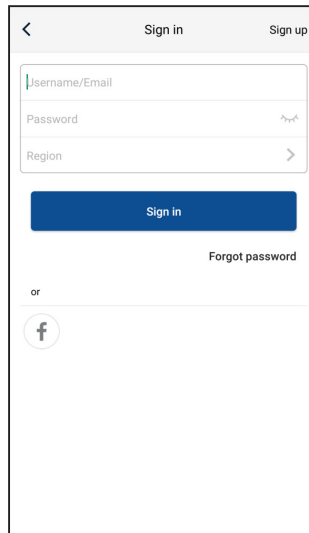 Sign in Sign up
Username/Email
Password
Region
Sign in
Forgot password
or